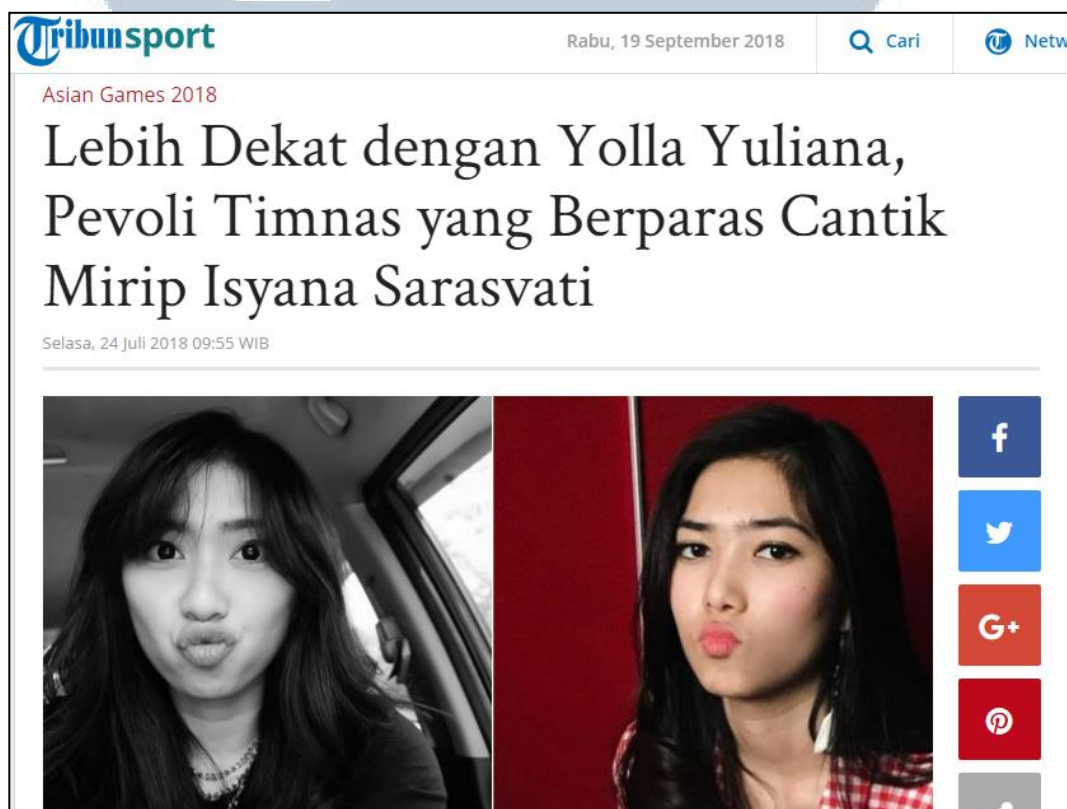 Tribunsport
Rabu, 19 September 2018
Cari
Netw
Asian Games 2018
Lebih Dekat dengan Yolla Yuliana,
Pevoli Timnas yang Berparas Cantik
Mirip Isyana Sarasvati
Selasa, 24 Juli 2018 09:55 WIB
f
G+